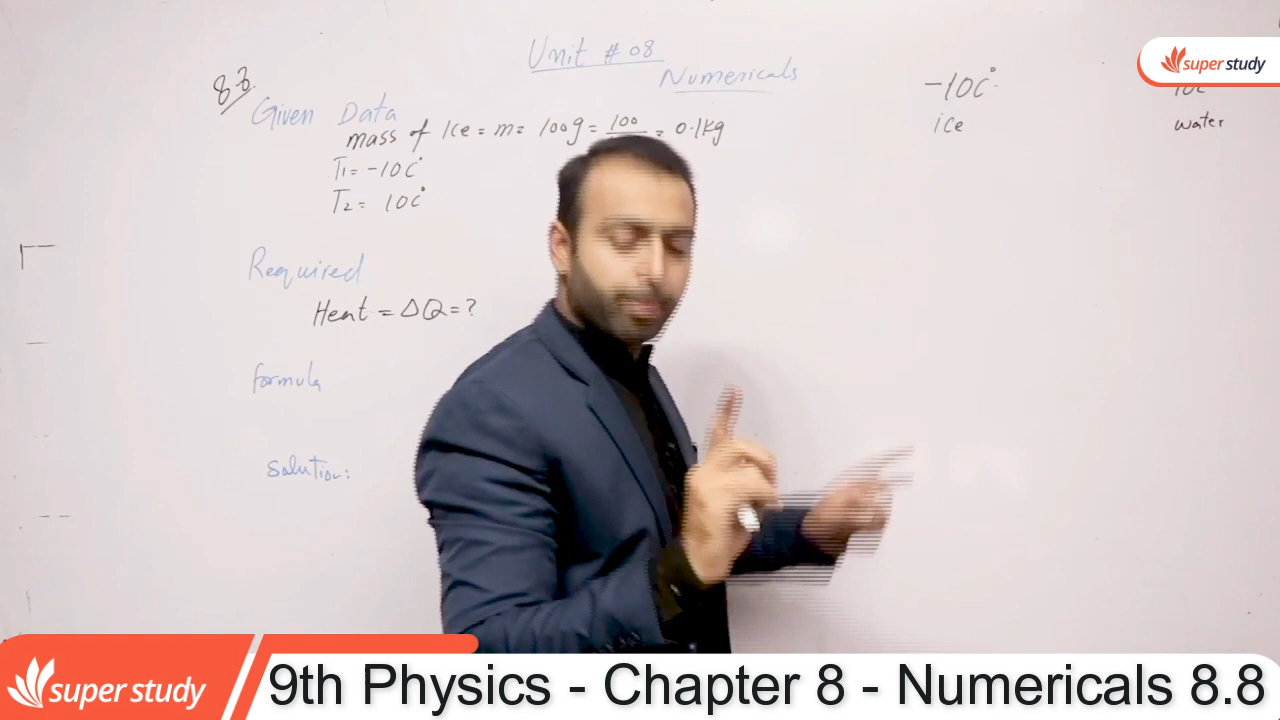 Unit # 08
Numericals
8.8
Given Data
mass of Ice = m = 100g = 100 = 0.1kg
T1 = -10C°
T2 = 10C°
Required
Heat = ΔQ = ?
formula
Solution:
-10C°
ice
10C
water
super study
super study
9th Physics - Chapter 8 - Numericals 8.8